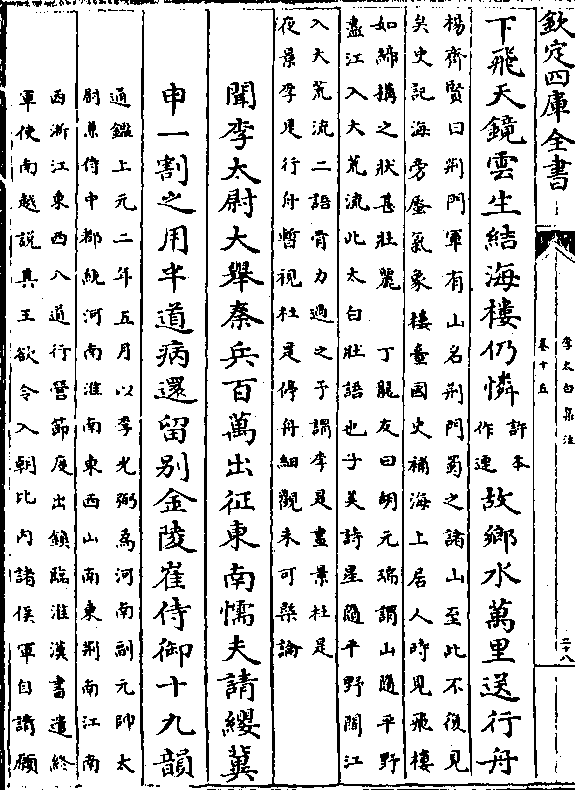 欽定四庫全書
李太白集注
卷十五
二十八
下飛天鏡雲生結海樓仍憐許本作連故鄉水萬里送行舟
楊齊賢曰荆門軍有山名荆門蜀之諸山至此不復見
矣史記海旁蜃氣象樓臺國史補海上居人時見飛樓
如締搆之狀甚壯麗 丁龍友曰胡元瑞謂山隨平野
盡江入大荒流此太白壯語也子美詩星隨平野闊江
入大荒流二語骨力過之予謂李是晝景杜是
夜景李是行舟暫視杜是停舟細觀未可槩論
聞李太尉大舉秦兵百萬出征東南懦夫請纓冀
申一割之用半道病還留别金陵崔侍御十九韻
通鑑上元二年五月以李光弼為河南副元帥太
尉兼侍中都統河南淮南東西山南東荆南江南
西浙江東西八道行營節度出鎮臨淮漢書遣終
軍使南越說其王欲令入朝比內諸侯軍自請願